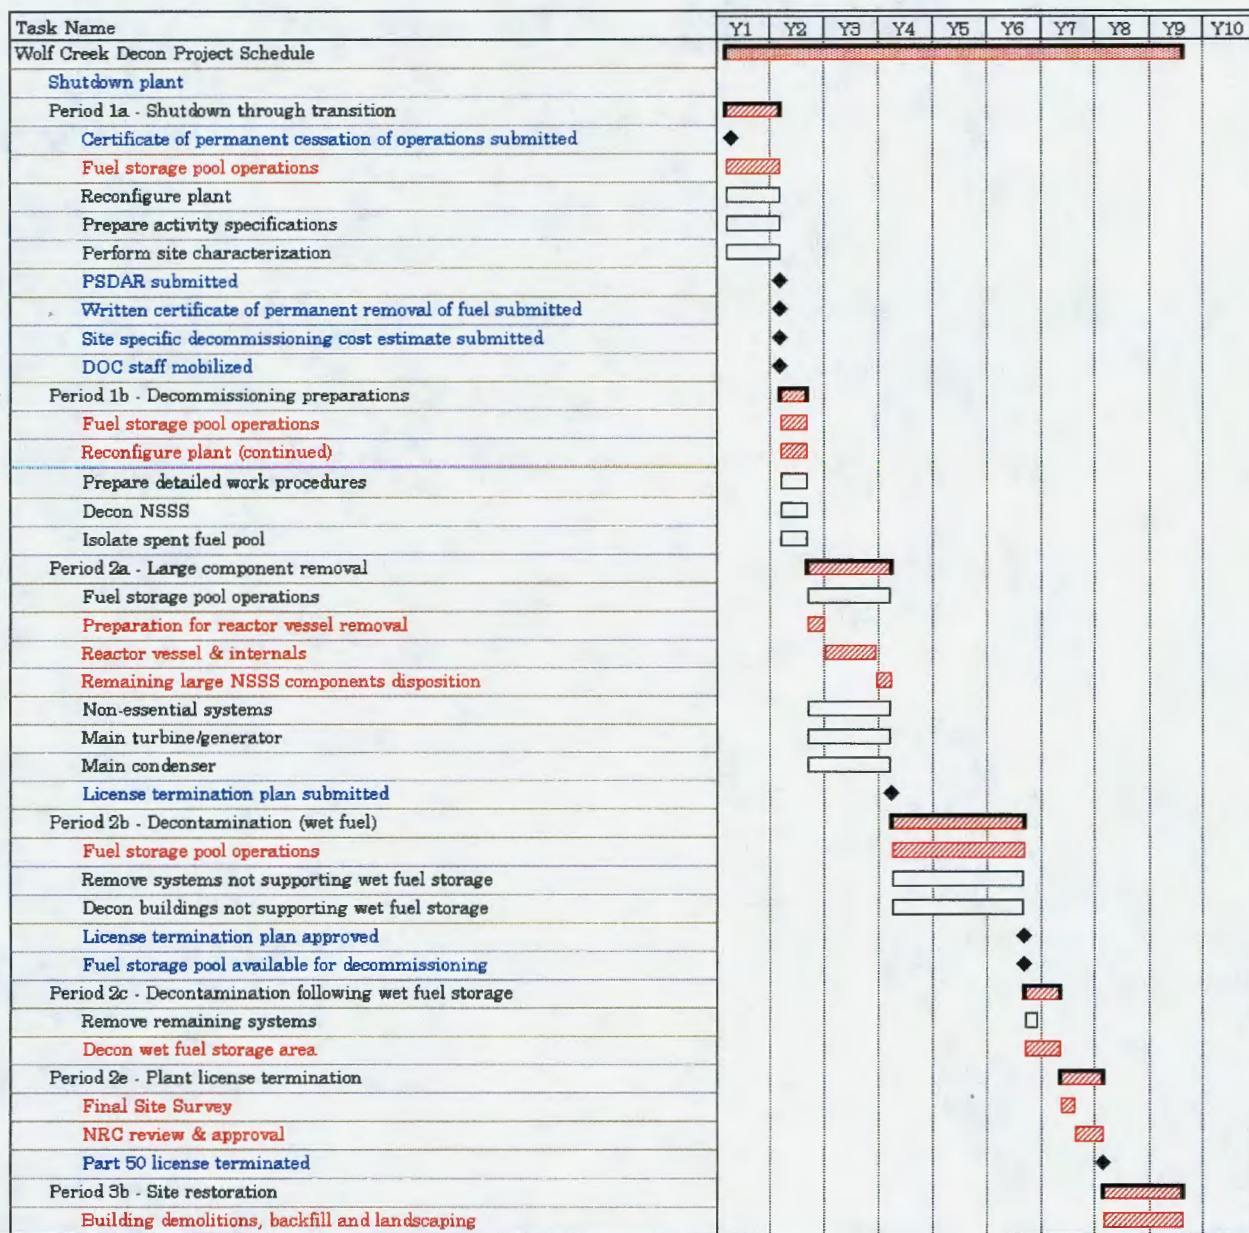 Task Name Y1 Y2 Y3 Y4 Y5 Y6 Y7 Y8 Y9 Y10
Wolf Creek Decon Project Schedule
Shutdown plant
Period 1a - Shutdown through transition
Certificate of permanent cessation of operations submitted
Fuel storage pool operations
Reconfigure plant
Prepare activity specifications
Perform site characterization
PSDAR submitted
Written certificate of permanent removal of fuel submitted
Site specific decommissioning cost estimate submitted
DOC staff mobilized
Period 1b - Decommissioning preparations
Fuel storage pool operations
Reconfigure plant (continued)
Prepare detailed work procedures
Decon NSSS
Isolate spent fuel pool
Period 2a - Large component removal
Fuel storage pool operations
Preparation for reactor vessel removal
Reactor vessel & internals
Remaining large NSSS components disposition
Non-essential systems
Main turbine/generator
Main condenser
License termination plan submitted
Period 2b - Decontamination (wet fuel)
Fuel storage pool operations
Remove systems not supporting wet fuel storage
Decon buildings not supporting wet fuel storage
License termination plan approved
Fuel storage pool available for decommissioning
Period 2c - Decontamination following wet fuel storage
Remove remaining systems
Decon wet fuel storage area
Period 2e - Plant license termination
Final Site Survey
NRC review & approval
Part 50 license terminated
Period 3b - Site restoration
Building demolitions, backfill and landscaping